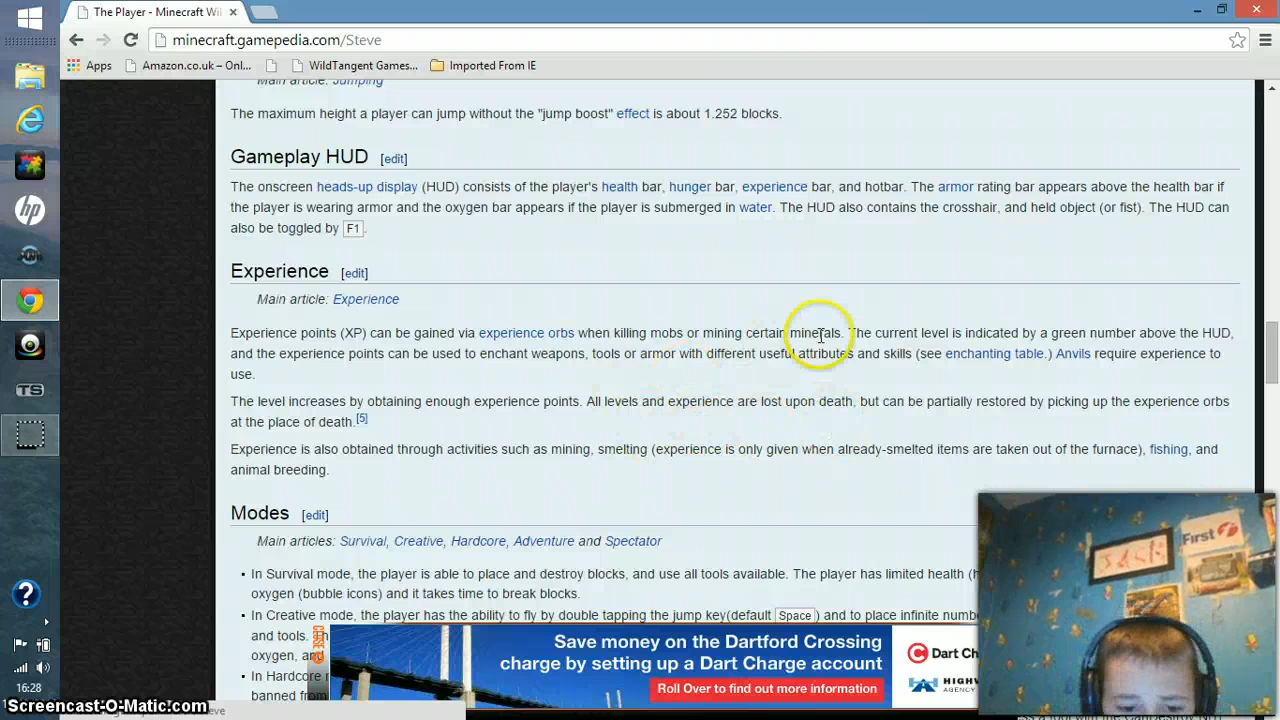 The Player - Minecraft Wi
minecraft.gamepedia.com/Steve
Apps
Amazon.co.uk – Onl...
WildTangent Games...
Imported From IE
Main article: Jumping
The maximum height a player can jump without the "jump boost" effect is about 1.252 blocks.
Gameplay HUD [edit]
The onscreen heads-up display (HUD) consists of the player's health bar, hunger bar, experience bar, and hotbar. The armor rating bar appears above the health bar if
the player is wearing armor and the oxygen bar appears if the player is submerged in water. The HUD also contains the crosshair, and held object (or fist). The HUD can
also be toggled by F1.
Experience [edit]
Main article: Experience
Experience points (XP) can be gained via experience orbs when killing mobs or mining certain minerals. The current level is indicated by a green number above the HUD,
and the experience points can be used to enchant weapons, tools or armor with different useful attributes and skills (see enchanting table.) Anvils require experience to
use.
The level increases by obtaining enough experience points. All levels and experience are lost upon death, but can be partially restored by picking up the experience orbs
at the place of death.[5]
Experience is also obtained through activities such as mining, smelting (experience is only given when already-smelted items are taken out of the furnace), fishing, and
animal breeding.
Modes [edit]
Main articles: Survival, Creative, Hardcore, Adventure and Spectator
• In Survival mode, the player is able to place and destroy blocks, and use all tools available. The player has limited health (h
oxygen (bubble icons) and it takes time to break blocks.
• In Creative mode, the player has the ability to fly by double tapping the jump key(default Space) and to place infinite num
and tools.
oxygen,
• In Hardcore
banned from
CLOSE
Save money on the Dartford Crossing
charge by setting up a Dart Charge account
Roll Over to find out more information
Dart Ch
HIGH
AGENCY
First
hp
TS
?
16:28
Screencast-O-Matic.com